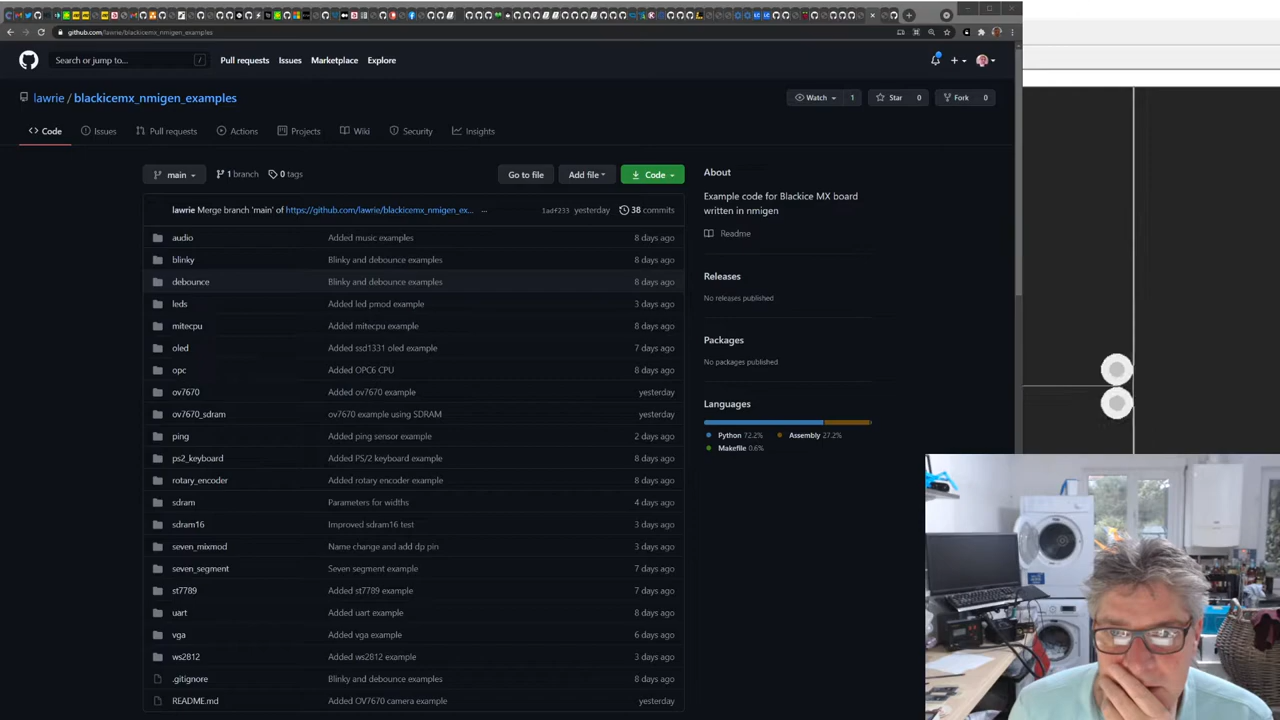 github.com/lawrie/blackicemx_nmigen_examples
Search or jump to... /
Pull requests Issues Marketplace Explore
lawrie / blackicemx_nmigen_examples
Watch 1 Star 0 Fork 0
Code Issues Pull requests Actions Projects Wiki Security Insights
main 1 branch 0 tags Go to file Add file Code
lawrie Merge branch 'main' of https://github.com/lawrie/blackicemx_nmigen_ex... ... 1adf233 yesterday 38 commits
audio Added music examples 8 days ago
blinky Blinky and debounce examples 8 days ago
debounce Blinky and debounce examples 8 days ago
leds Added led pmod example 3 days ago
mitecpu Added mitecpu example 8 days ago
oled Added ssd1331 oled example 7 days ago
opc Added OPC6 CPU 8 days ago
ov7670 Added ov7670 example yesterday
ov7670_sdram ov7670 example using SDRAM yesterday
ping Added ping sensor example 2 days ago
ps2_keyboard Added PS/2 keyboard example 8 days ago
rotary_encoder Added rotary encoder example 8 days ago
sdram Parameters for widths 4 days ago
sdram16 Improved sdram16 test 3 days ago
seven_mixmod Name change and add dp pin 3 days ago
seven_segment Seven segment example 7 days ago
st7789 Added st7789 example 7 days ago
uart Added uart example 8 days ago
vga Added vga example 6 days ago
ws2812 Added ws2812 example 8 days ago
.gitignore Blinky and debounce examples 8 days ago
README.md Added OV7670 camera example yesterday
About
Example code for Blackice MX board
written in nmigen
Readme
Releases
No releases published
Packages
No packages published
Languages
Python 72.2% Assembly 27.2%
Makefile 0.6%